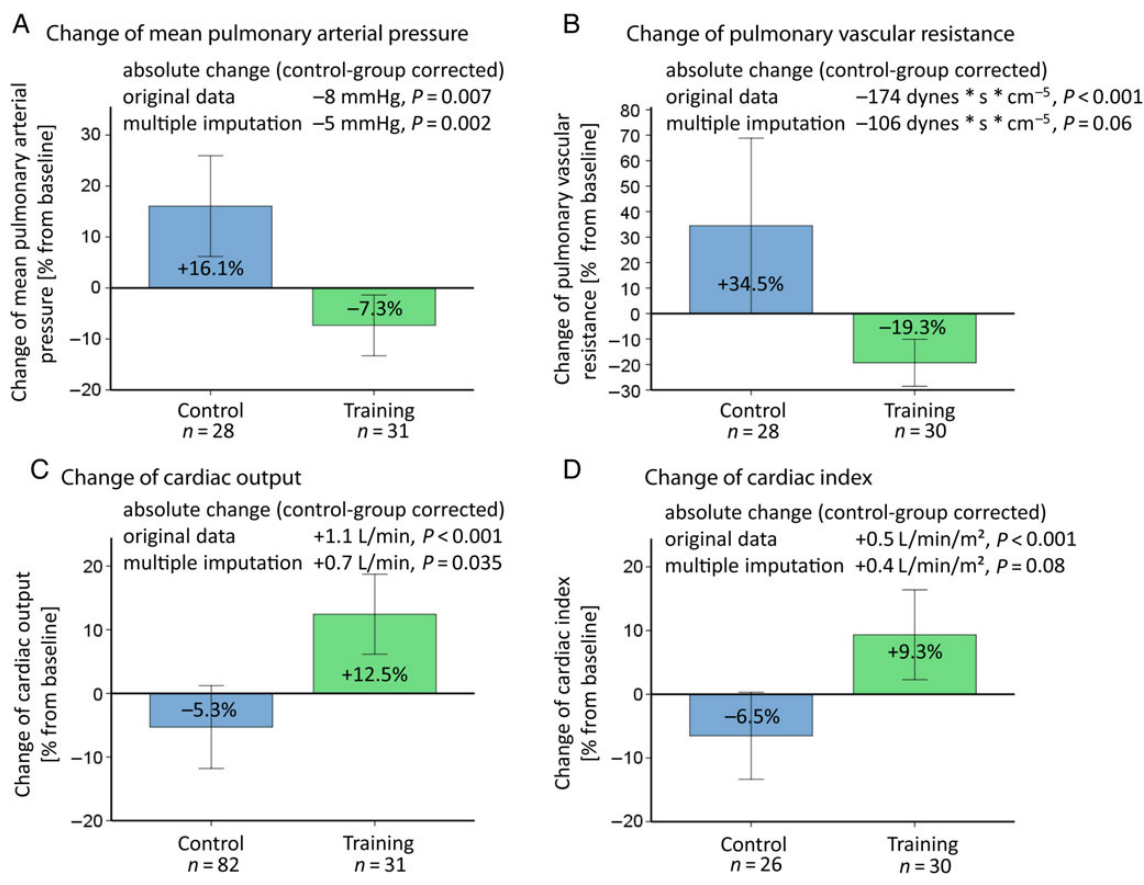 A Change of mean pulmonary arterial pressure
absolute change (control-group corrected)
original data –8 mmHg, P = 0.007
multiple imputation –5 mmHg, P = 0.002
Change of mean pulmonary arterial
pressure [% from baseline]
30
20
10
0
–10
–20
+16.1%
–7.3%
Control
n = 28
Training
n = 31
B Change of pulmonary vascular resistance
absolute change (control-group corrected)
original data –174 dynes * s * cm⁻⁵, P < 0.001
multiple imputation –106 dynes * s * cm⁻⁵, P = 0.06
Change of pulmonary vascular
resistance [% from baseline]
80
70
60
50
40
30
20
10
0
–10
–20
–30
+34.5%
–19.3%
Control
n = 28
Training
n = 30
C Change of cardiac output
absolute change (control-group corrected)
original data +1.1 L/min, P < 0.001
multiple imputation +0.7 L/min, P = 0.035
Change of cardiac output
[% from baseline]
20
10
0
–10
–20
–5.3%
+12.5%
Control
n = 82
Training
n = 31
D Change of cardiac index
absolute change (control-group corrected)
original data +0.5 L/min/m², P < 0.001
multiple imputation +0.4 L/min/m², P = 0.08
Change of cardiac index
[% from baseline]
20
10
0
–10
–20
–6.5%
+9.3%
Control
n = 26
Training
n = 30